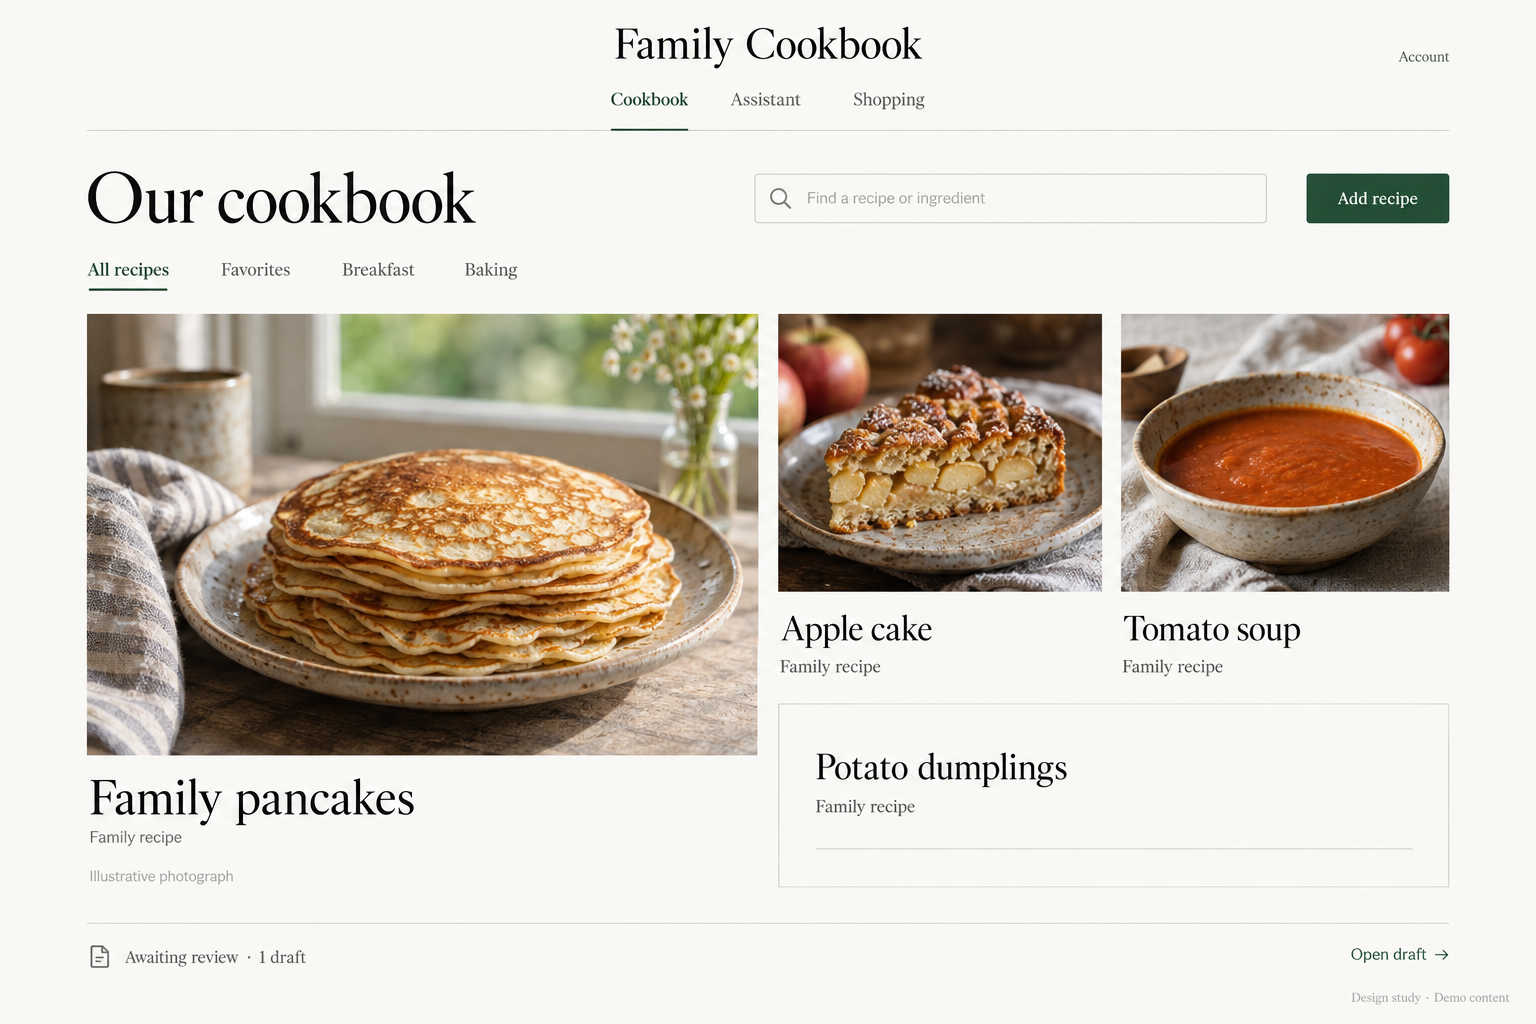 Family Cookbook
Account
Cookbook Assistant Shopping
Our cookbook
Find a recipe or ingredient
Add recipe
All recipes Favorites Breakfast Baking
Apple cake
Family recipe
Tomato soup
Family recipe
Potato dumplings
Family recipe
Family pancakes
Family recipe
Illustrative photograph
Awaiting review · 1 draft
Open draft →
Design study · Demo content